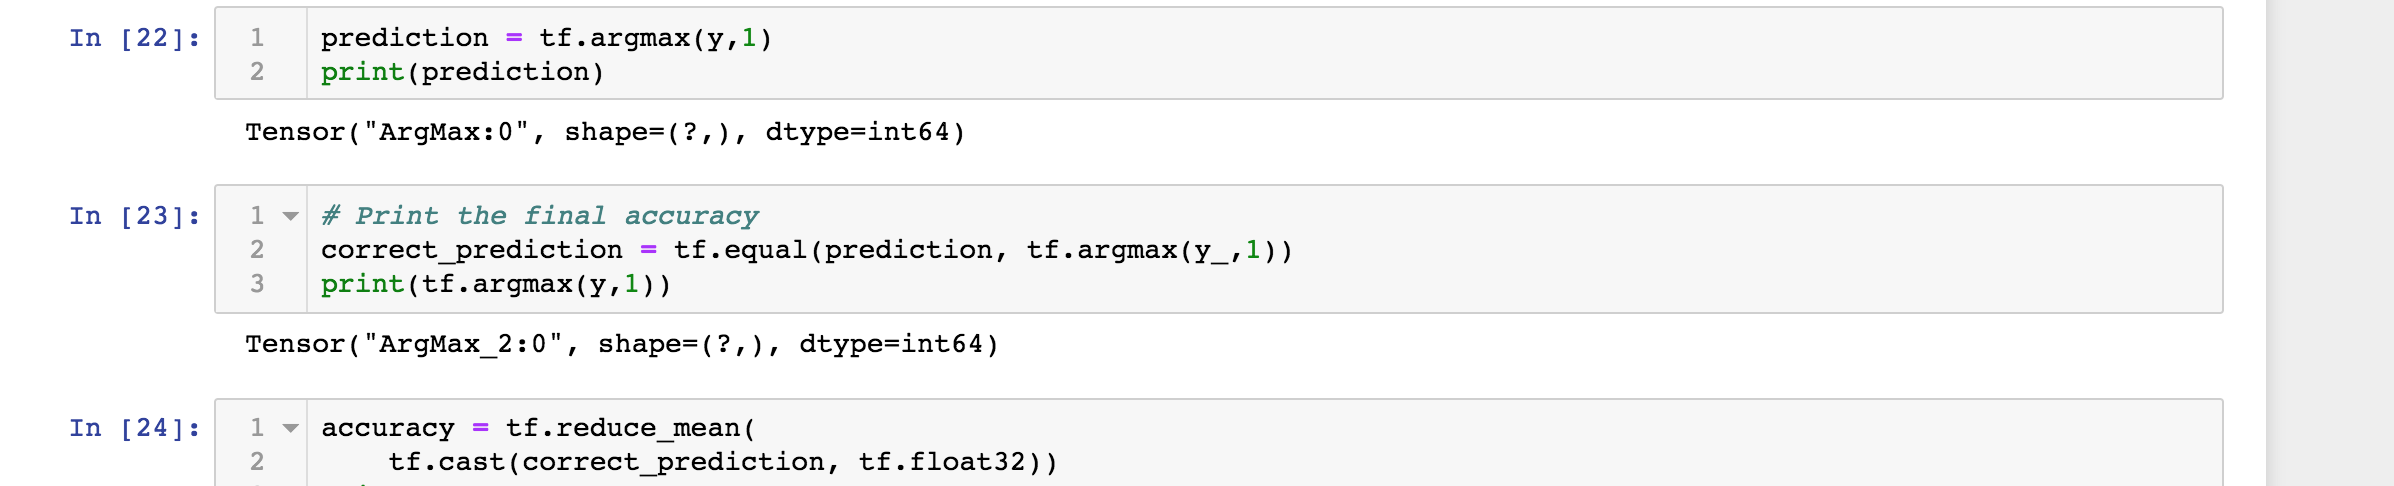 In [22]:
1 prediction = tf.argmax(y,1)
2 print(prediction)
Tensor("ArgMax:0", shape=(?,), dtype=int64)
In [23]:
1 # Print the final accuracy
2 correct_prediction = tf.equal(prediction, tf.argmax(y_,1))
3 print(tf.argmax(y,1))
Tensor("ArgMax_2:0", shape=(?,), dtype=int64)
In [24]:
1 accuracy = tf.reduce_mean(
2     tf.cast(correct_prediction, tf.float32))